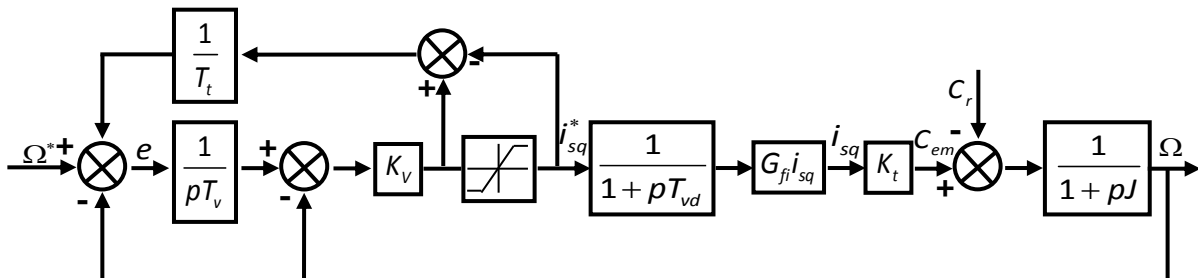 1
T_t
+
-
C_r
Ω*
+
-
e
1
pT_v
+
-
K_V
i*_sq
1
1 + pT_vd
G_fi i_sq
i_sq
K_t
C_em
-
+
1
1 + pJ
Ω